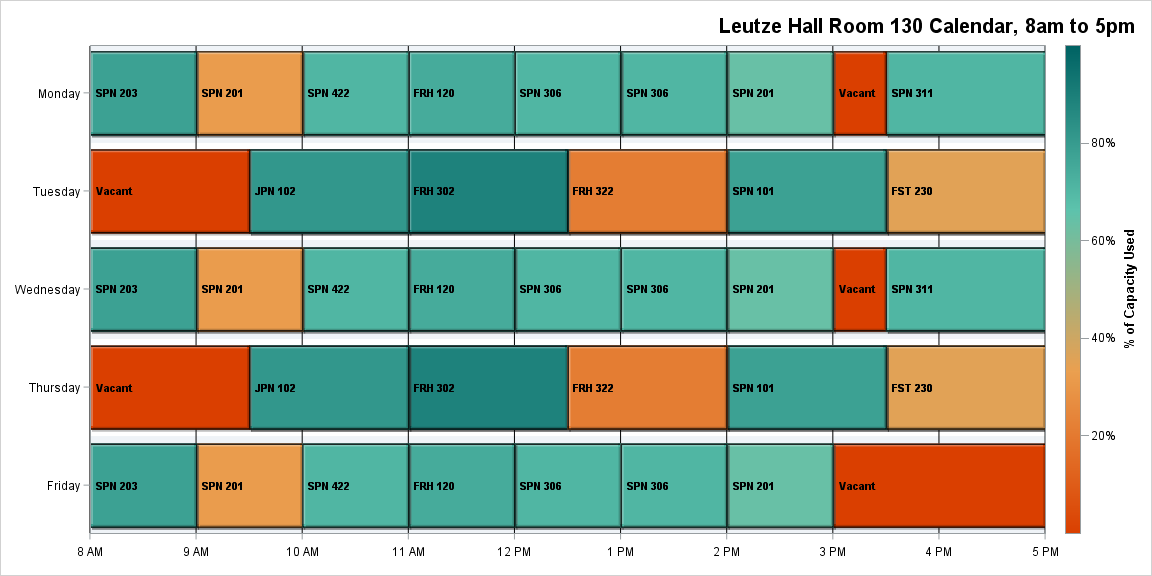 Leutze Hall Room 130 Calendar, 8am to 5pm
Monday
SPN 203
SPN 201
SPN 422
FRH 120
SPN 306
SPN 306
SPN 201
Vacant
SPN 311
Tuesday
Vacant
JPN 102
FRH 302
FRH 322
SPN 101
FST 230
Wednesday
SPN 203
SPN 201
SPN 422
FRH 120
SPN 306
SPN 306
SPN 201
Vacant
SPN 311
Thursday
Vacant
JPN 102
FRH 302
FRH 322
SPN 101
FST 230
Friday
SPN 203
SPN 201
SPN 422
FRH 120
SPN 306
SPN 306
SPN 201
Vacant
8 AM
9 AM
10 AM
11 AM
12 PM
1 PM
2 PM
3 PM
4 PM
5 PM
80%
60%
40%
20%
% of Capacity Used